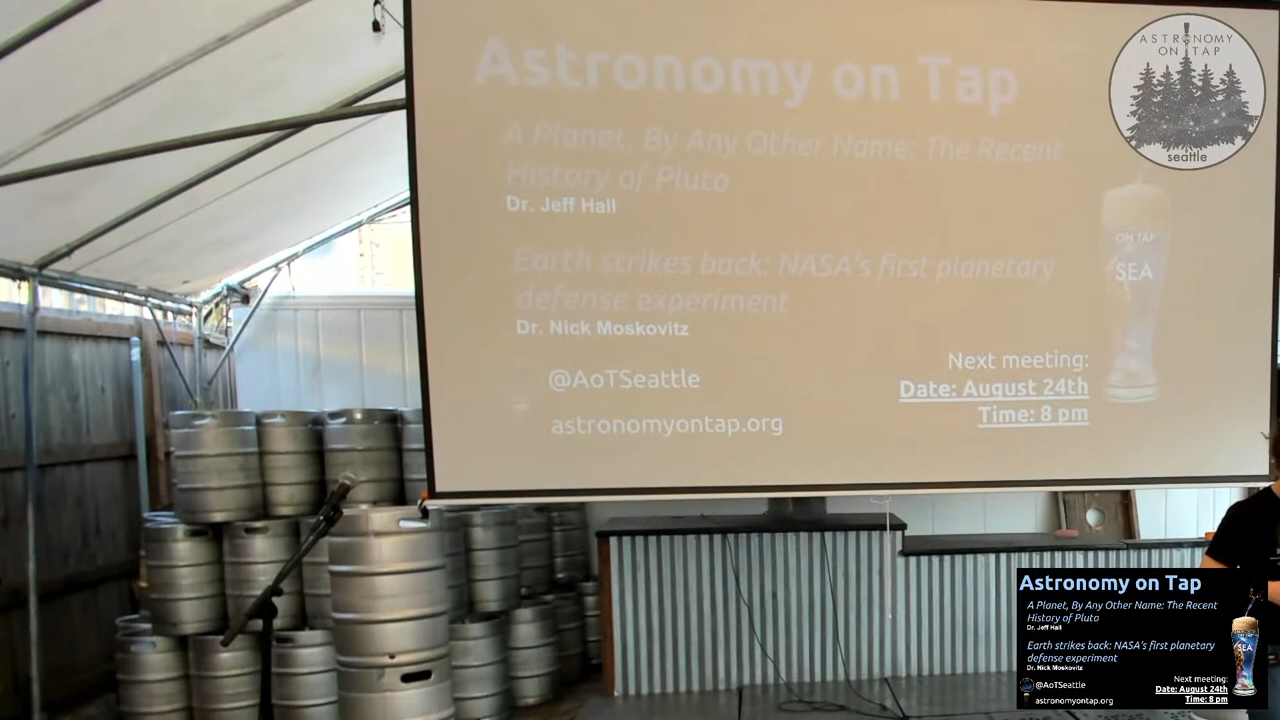 Astronomy on Tap
A Planet, By Any Other Name: The Recent
History of Pluto
Dr. Jeff Hall
Earth strikes back: NASA's first planetary
defense experiment
Dr. Nick Moskovitz
@AoTSeattle
astronomyontap.org
Next meeting:
Date: August 24th
Time: 8 pm
ON TAP
SEA
ASTRONOMY
ON TAP
seattle
Astronomy on Tap
A Planet, By Any Other Name: The Recent
History of Pluto
Dr. Jeff Hall
Earth strikes back: NASA's first planetary
defense experiment
Dr. Nick Moskovitz
@AoTSeattle
astronomyontap.org
Next meeting:
Date: August 24th
Time: 8 pm
ON TAP
SEA